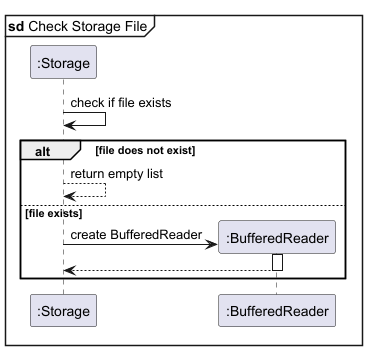 sd Check Storage File
:Storage
check if file exists
alt [file does not exist]
return empty list
[file exists]
create BufferedReader
:BufferedReader
:Storage
:BufferedReader